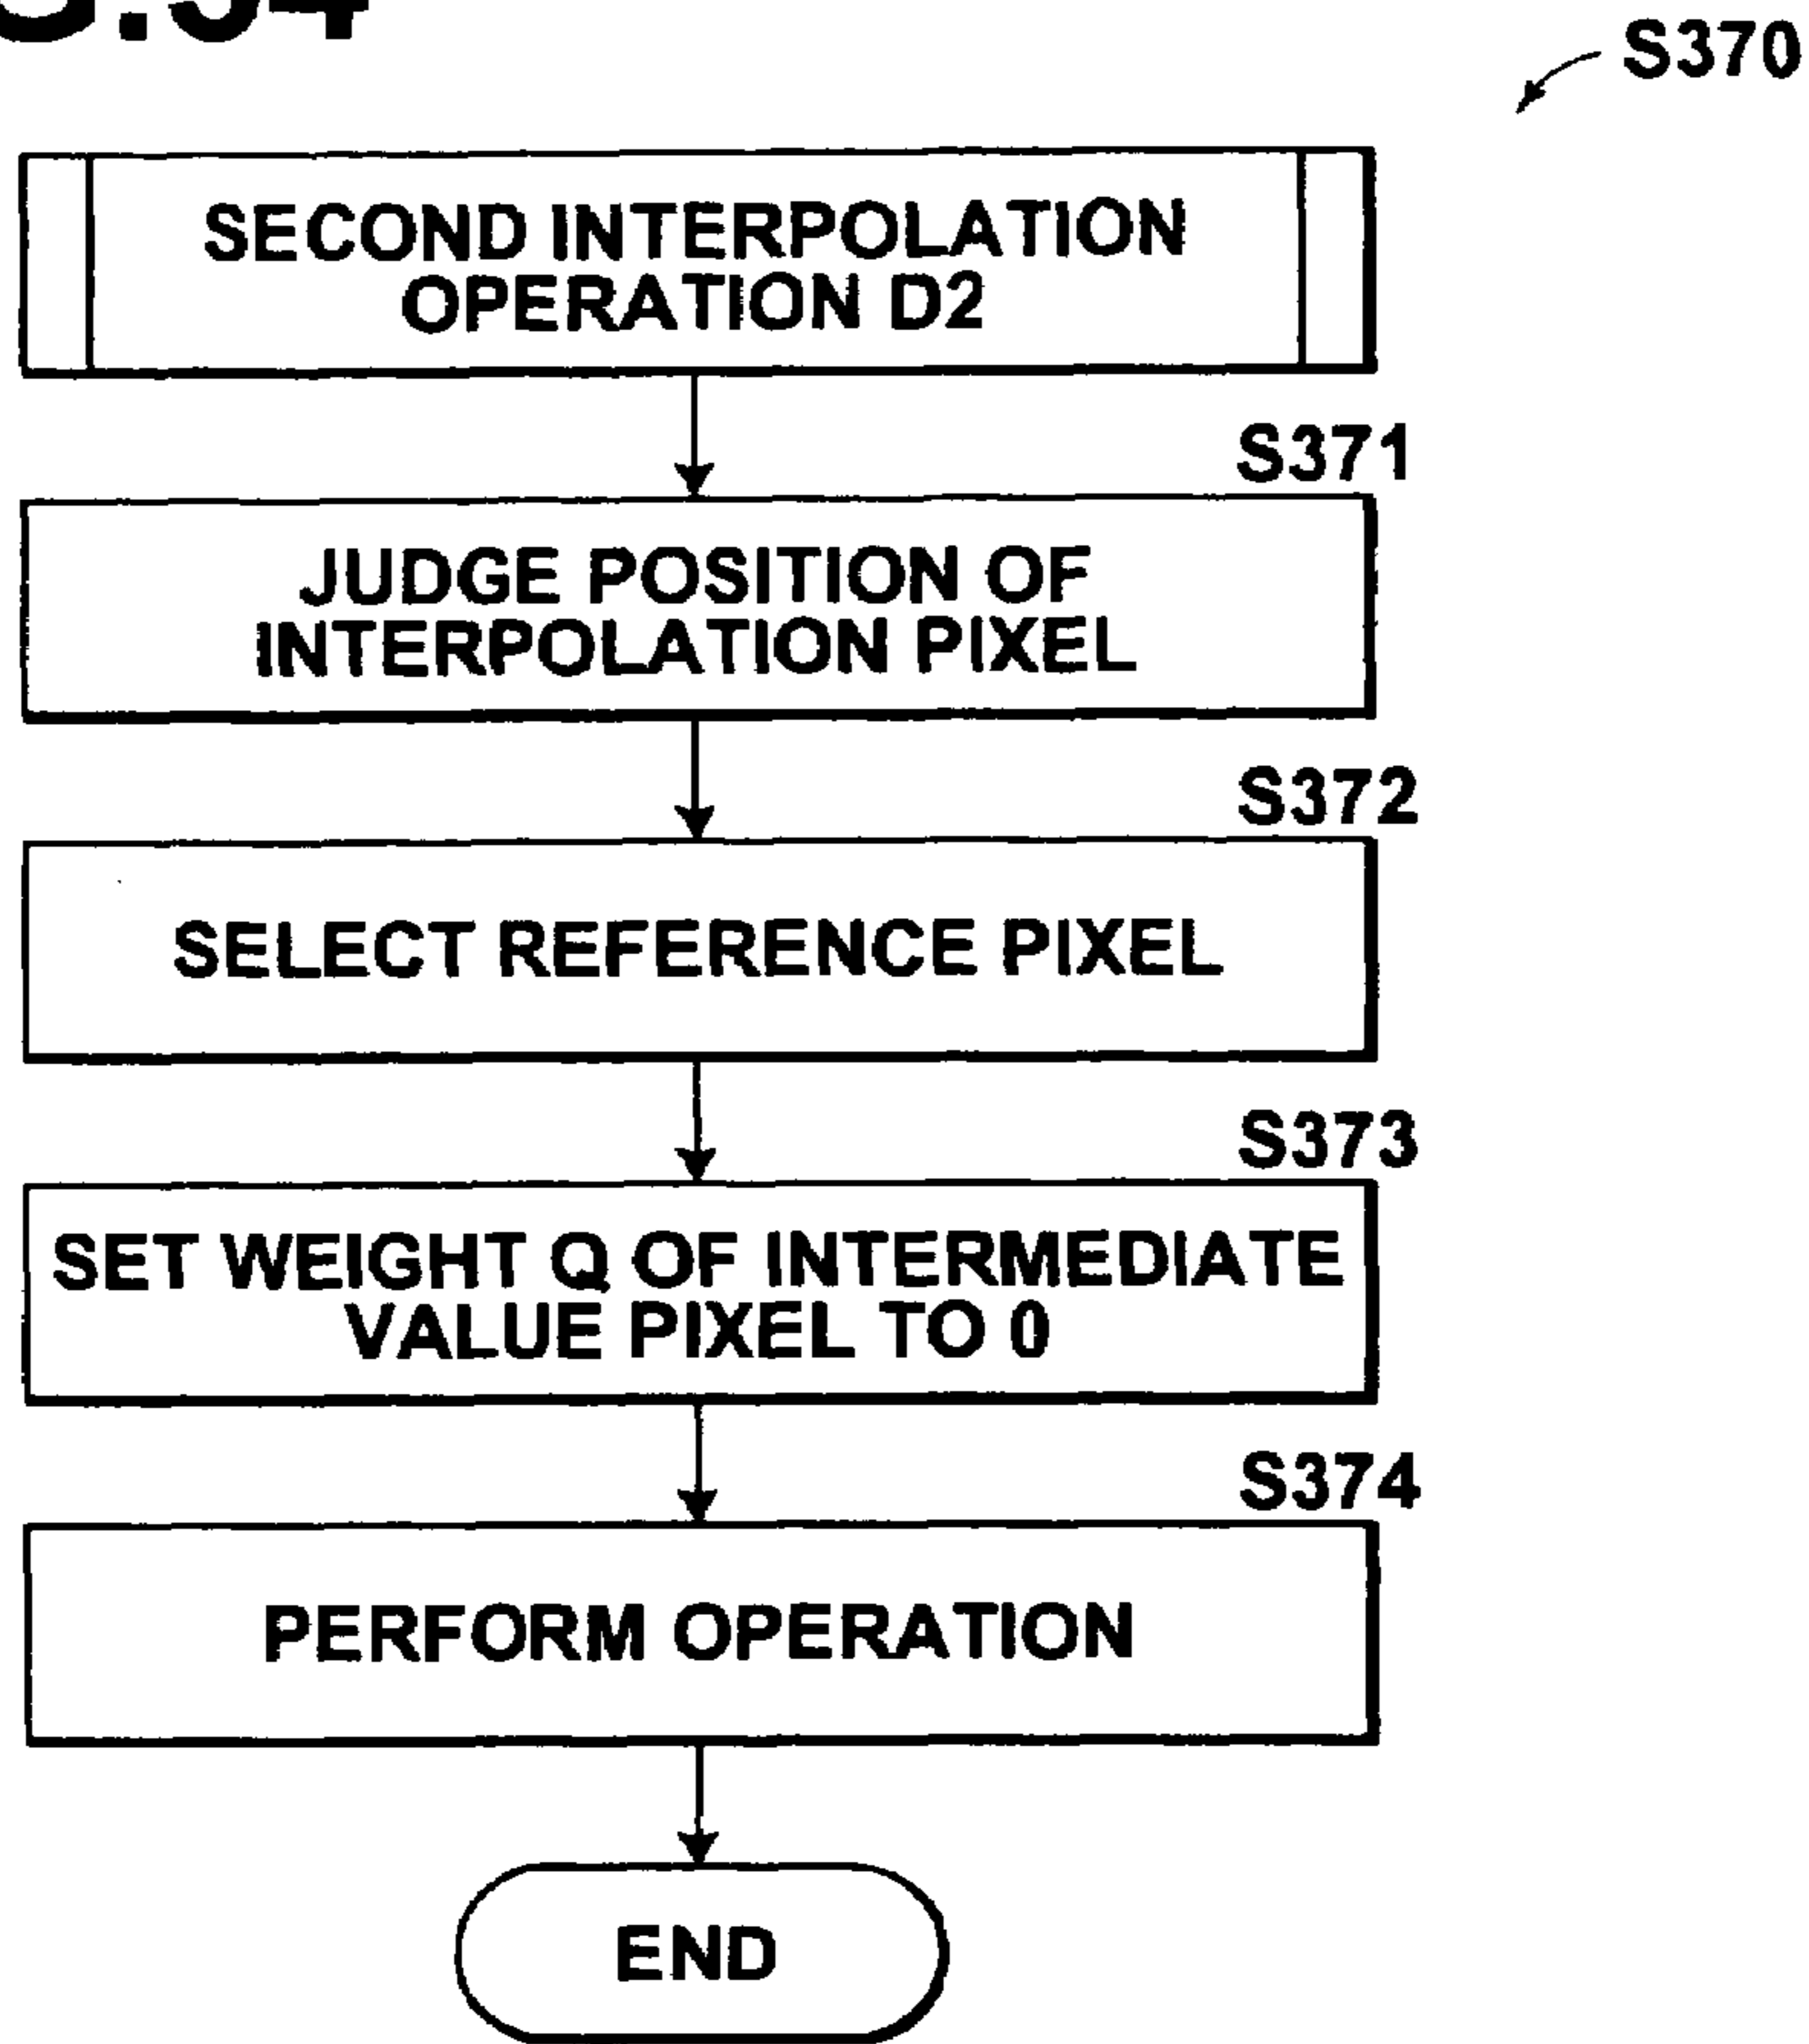 S370
SECOND INTERPOLATION
OPERATION D2
S371
JUDGE POSITION OF
INTERPOLATION PIXEL
S372
SELECT REFERENCE PIXEL
S373
SET WEIGHT Q OF INTERMEDIATE
VALUE PIXEL TO 0
S374
PERFORM OPERATION
END